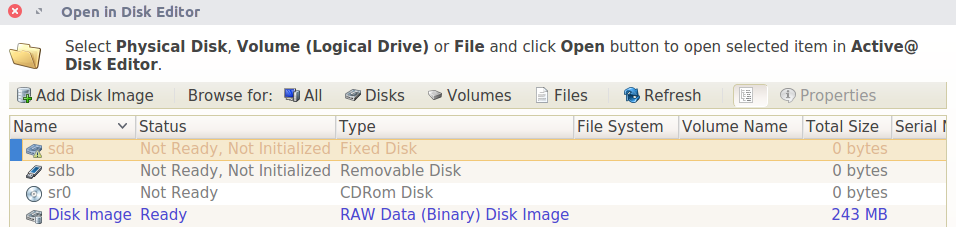 Open in Disk Editor
Select Physical Disk, Volume (Logical Drive) or File and click Open button to open selected item in Active@
Disk Editor.
Add Disk Image Browse for: All Disks Volumes Files Refresh Properties
Name Status Type File System Volume Name Total Size Serial N
sda Not Ready, Not Initialized Fixed Disk 0 bytes
sdb Not Ready, Not Initialized Removable Disk 0 bytes
sr0 Not Ready CDRom Disk 0 bytes
Disk Image Ready RAW Data (Binary) Disk Image 243 MB